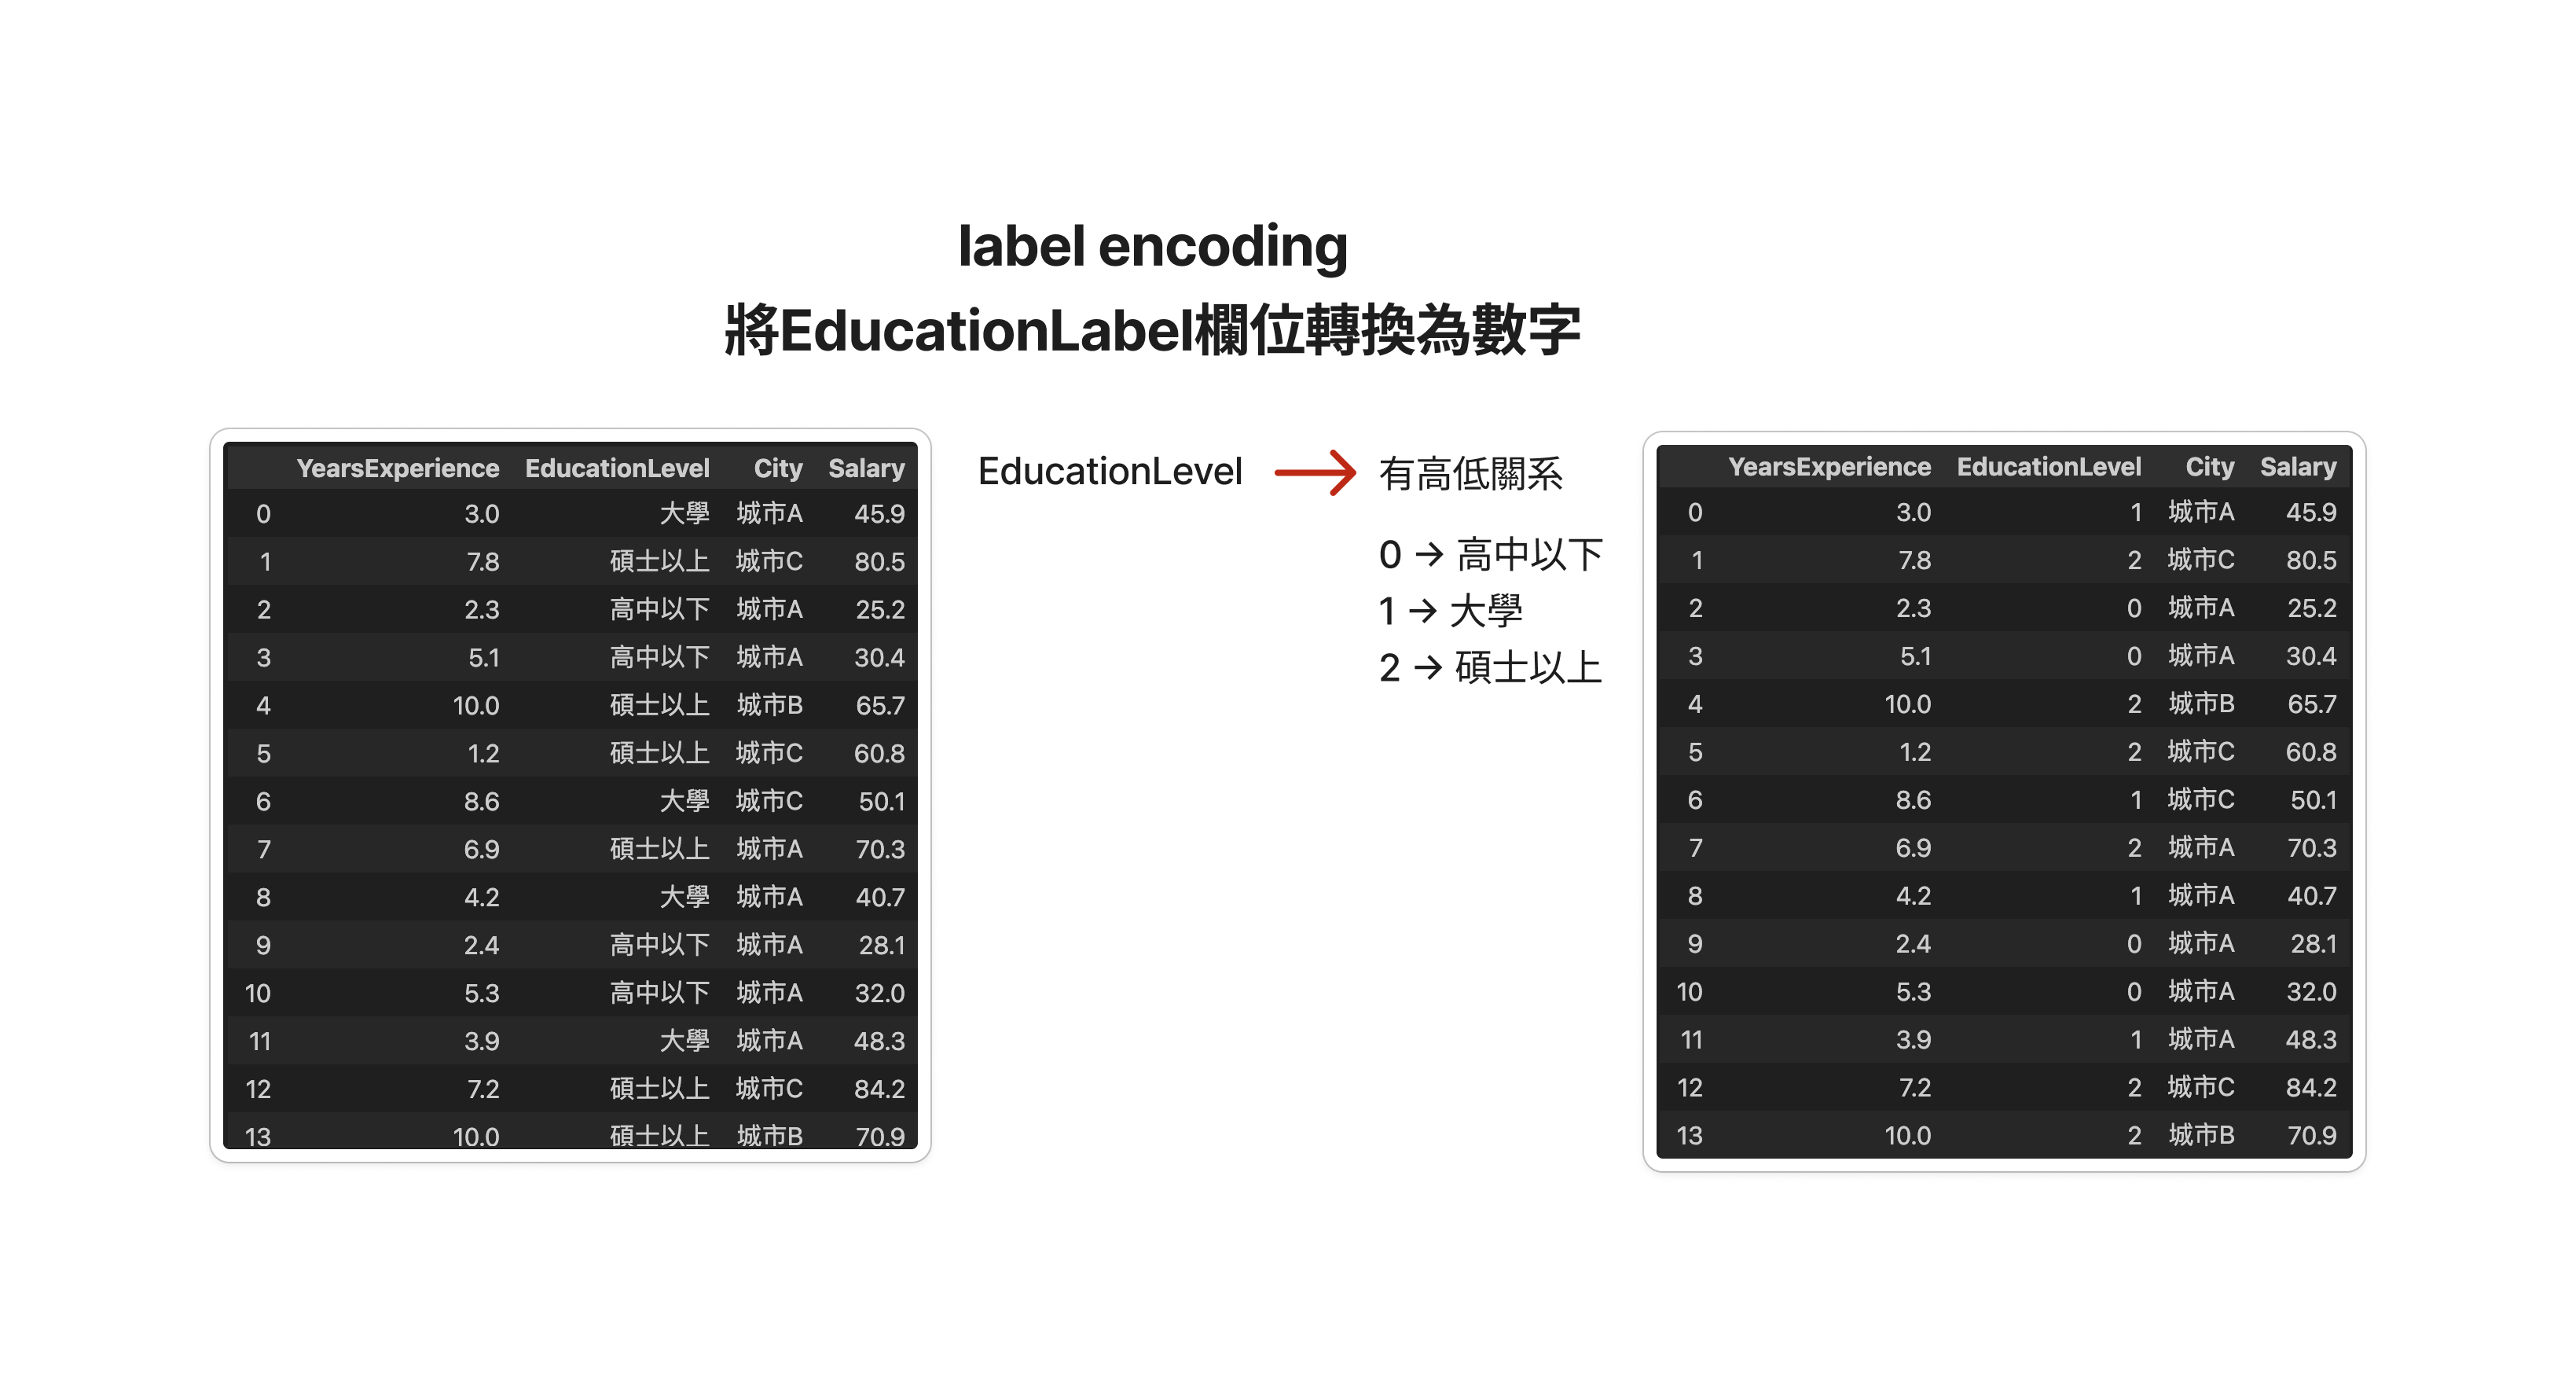 label encoding
將EducationLabel欄位轉換為數字
YearsExperience EducationLevel City Salary
0 3.0 大學 城市A 45.9
1 7.8 碩士以上 城市C 80.5
2 2.3 高中以下 城市A 25.2
3 5.1 高中以下 城市A 30.4
4 10.0 碩士以上 城市B 65.7
5 1.2 碩士以上 城市C 60.8
6 8.6 大學 城市C 50.1
7 6.9 碩士以上 城市A 70.3
8 4.2 大學 城市A 40.7
9 2.4 高中以下 城市A 28.1
10 5.3 高中以下 城市A 32.0
11 3.9 大學 城市A 48.3
12 7.2 碩士以上 城市C 84.2
13 10.0 碩士以上 城市B 70.9
EducationLevel → 有高低關系
0 → 高中以下
1 → 大學
2 → 碩士以上
YearsExperience EducationLevel City Salary
0 3.0 1 城市A 45.9
1 7.8 2 城市C 80.5
2 2.3 0 城市A 25.2
3 5.1 0 城市A 30.4
4 10.0 2 城市B 65.7
5 1.2 2 城市C 60.8
6 8.6 1 城市C 50.1
7 6.9 2 城市A 70.3
8 4.2 1 城市A 40.7
9 2.4 0 城市A 28.1
10 5.3 0 城市A 32.0
11 3.9 1 城市A 48.3
12 7.2 2 城市C 84.2
13 10.0 2 城市B 70.9